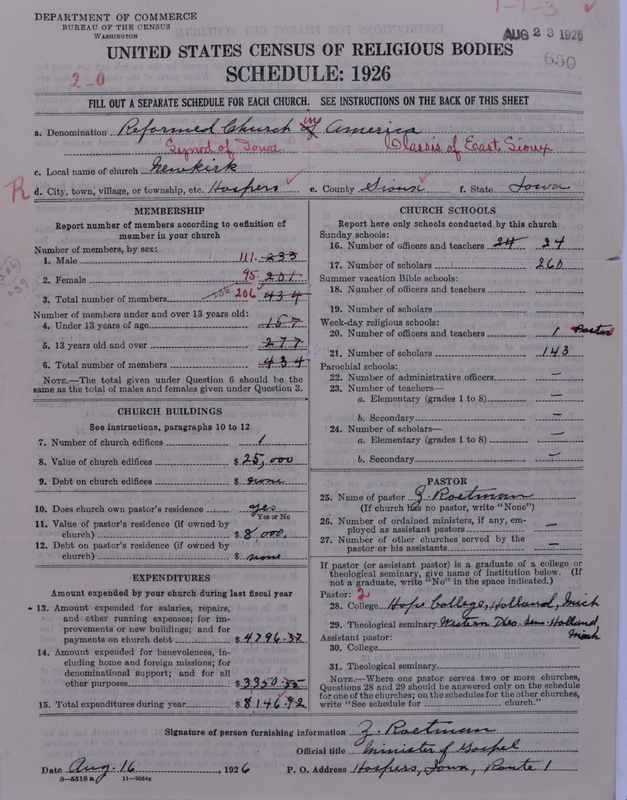 DEPARTMENT OF COMMERCE
BUREAU OF THE CENSUS
WASHINGTON
1-1-3
AUG 23 1926
650
UNITED STATES CENSUS OF RELIGIOUS BODIES
SCHEDULE: 1926
2-0
FILL OUT A SEPARATE SCHEDULE FOR EACH CHURCH. SEE INSTRUCTIONS ON THE BACK OF THIS SHEET
a. Denomination Reformed Church in America
Synod of Iowa. Classis of East Sioux
c. Local name of church Newkirk
R
d. City, town, village, or township, etc. Hospers e. County Sioux f. State Iowa
MEMBERSHIP
Report number of members according to definition of
member in your church
Number of members, by sex:
1. Male 111. 233
2. Female 95 201
3. Total number of members 206 434
Number of members under and over 13 years old:
4. Under 13 years of age 157
5. 13 years old and over 277
6. Total number of members 434
NOTE.—The total given under Question 6 should be the
same as the total of males and females given under Question 3.
CHURCH BUILDINGS
See instructions, paragraphs 10 to 12
7. Number of church edifices 1
8. Value of church edifices $ 25,000
9. Debt on church edifices $ none
10. Does church own pastor's residence yes
Yes or No
11. Value of pastor's residence (if owned by
church) $ 8,000.
12. Debt on pastor's residence (if owned by
church) $ none
EXPENDITURES
Amount expended by your church during last fiscal year
13. Amount expended for salaries, repairs,
and other running expenses; for im-
provements or new buildings; and for
payments on church debt $ 4796.37
14. Amount expended for benevolences, in-
cluding home and foreign missions; for
denominational support; and for all
other purposes $ 3350.55
15. Total expenditures during year $ 8146.92
CHURCH SCHOOLS
Report here only schools conducted by this church
Sunday schools:
16. Number of officers and teachers 24 24
17. Number of scholars 260
Summer vacation Bible schools:
18. Number of officers and teachers
19. Number of scholars
Week-day religious schools:
20. Number of officers and teachers 1 Pastor
21. Number of scholars 143
Parochial schools:
22. Number of administrative officers —
23. Number of teachers—
a. Elementary (grades 1 to 8) —
b. Secondary —
24. Number of scholars—
a. Elementary (grades 1 to 8) —
b. Secondary —
PASTOR
25. Name of pastor Z. Roetman
(If church has no pastor, write "None")
26. Number of ordained ministers, if any, em-
ployed as assistant pastors —
27. Number of other churches served by the
pastor or his assistants —
If pastor (or assistant pastor) is a graduate of a college or
theological seminary, give name of institution below. (If
not a graduate, write "No" in the space indicated.)
Pastor: 2
28. College Hope College, Holland, Mich
29. Theological seminary Western Theo. Sem. Holland,
Mich
Assistant pastor:
30. College
31. Theological seminary
NOTE.—Where one pastor serves two or more churches,
Questions 28 and 29 should be answered only on the schedule
for one of the churches; on the schedules for the other churches,
write "See schedule for church."
Signature of person furnishing information Z. Roetman
Official title Minister of Gospel
Date Aug. 16, 1926 P. O. Address Hospers, Iowa, Route 1
8—5518 a 11—9054a